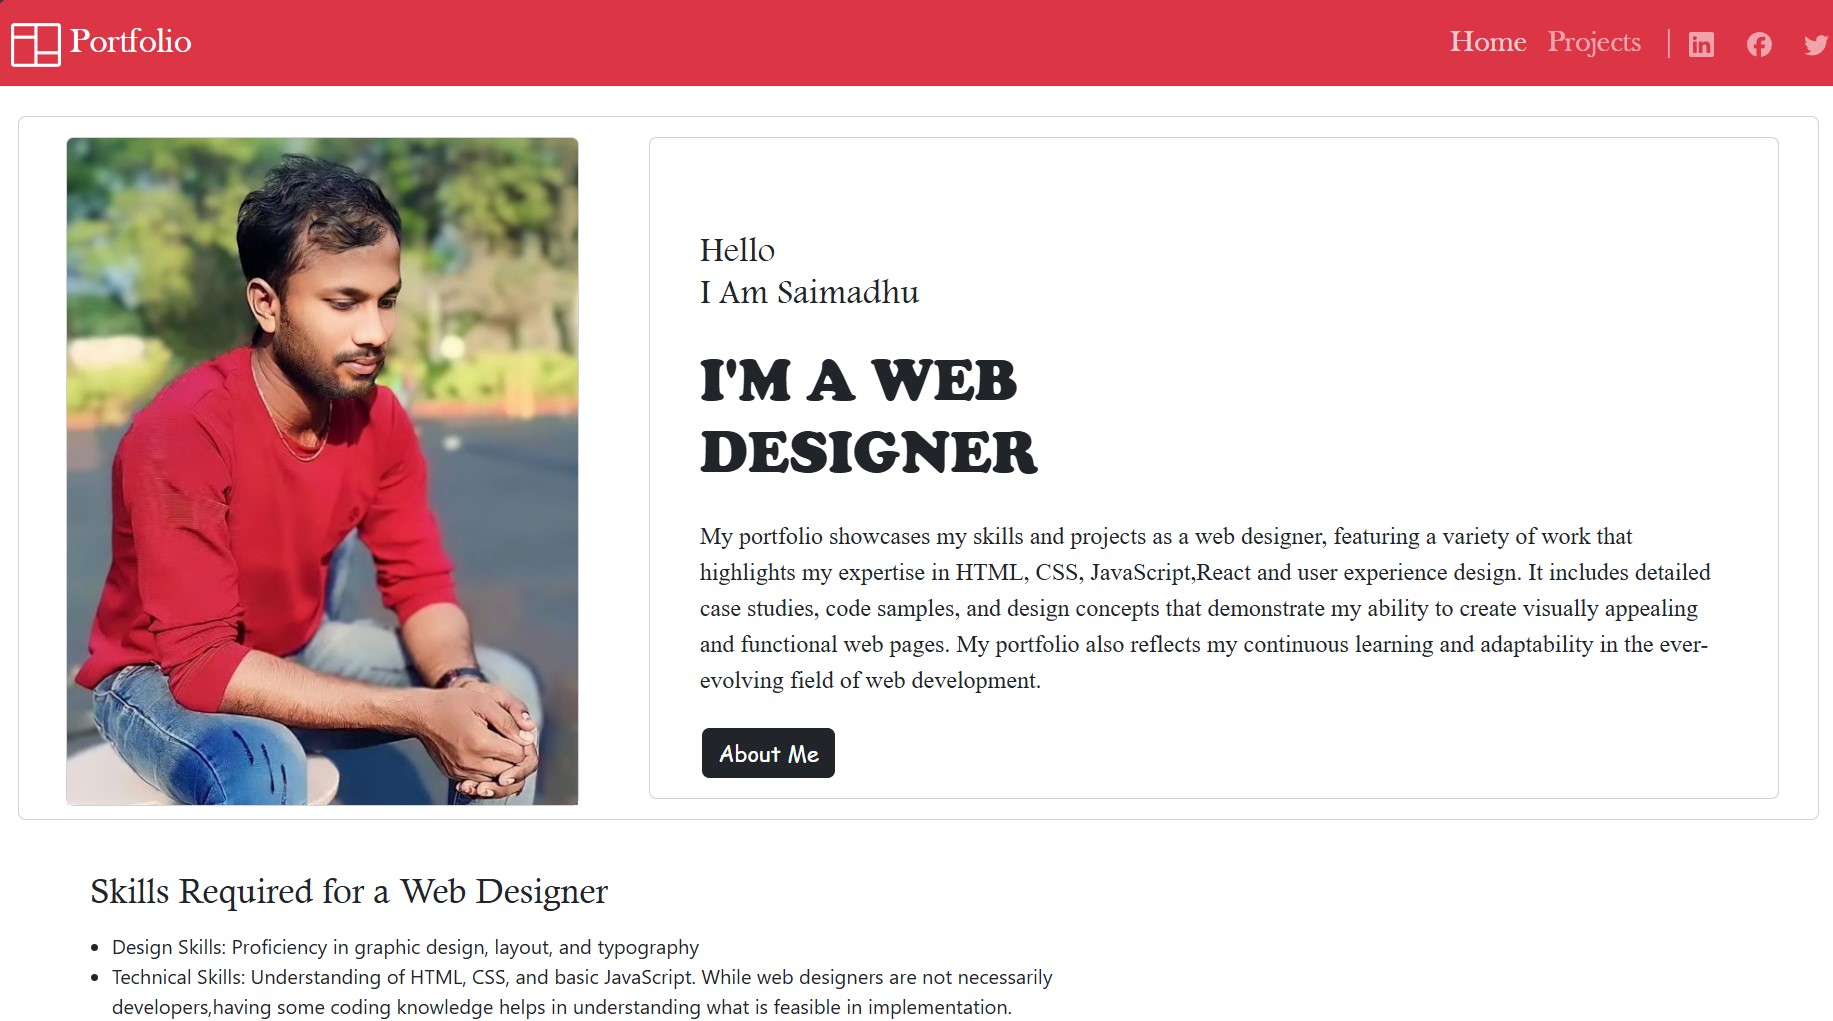 Portfolio
Home Projects
Hello
I Am Saimadhu
I'M A WEB
DESIGNER
My portfolio showcases my skills and projects as a web designer, featuring a variety of work that
highlights my expertise in HTML, CSS, JavaScript,React and user experience design. It includes detailed
case studies, code samples, and design concepts that demonstrate my ability to create visually appealing
and functional web pages. My portfolio also reflects my continuous learning and adaptability in the ever-
evolving field of web development.
About Me
Skills Required for a Web Designer
• Design Skills: Proficiency in graphic design, layout, and typography
• Technical Skills: Understanding of HTML, CSS, and basic JavaScript. While web designers are not necessarily
developers,having some coding knowledge helps in understanding what is feasible in implementation.